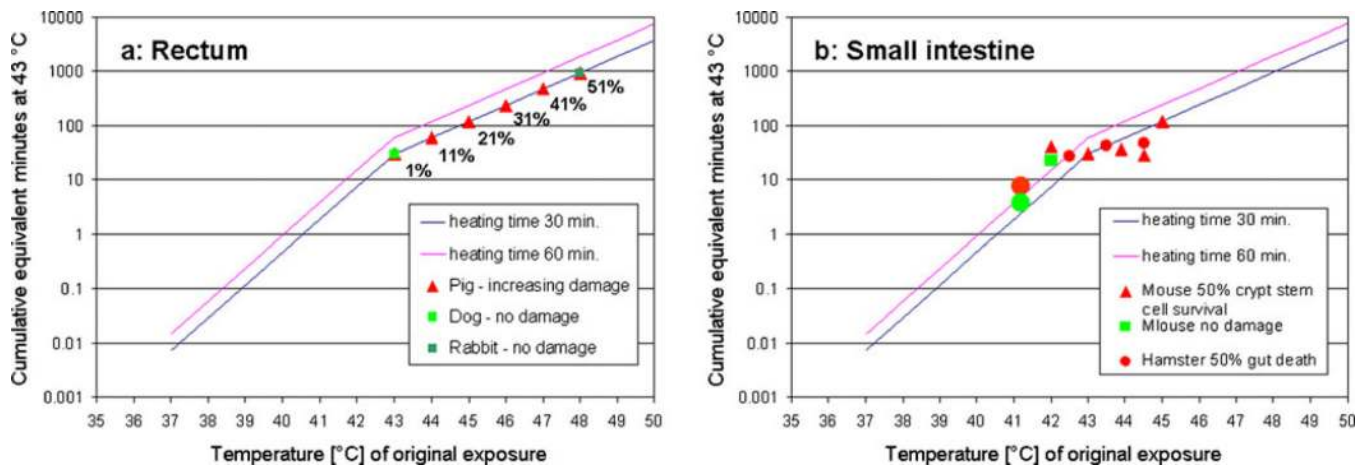 Cumulative equivalent minutes at 43 °C
10000
1000
100
10
1
0.1
0.01
0.001
a: Rectum
1%
11%
21%
31%
41%
51%
heating time 30 min.
heating time 60 min.
Pig - increasing damage
Dog - no damage
Rabbit - no damage
35 36 37 38 39 40 41 42 43 44 45 46 47 48 49 50
Temperature [°C] of original exposure
Cumulative equivalent minutes at 43 °C
10000
1000
100
10
1
0.1
0.01
0.001
b: Small intestine
heating time 30 min.
heating time 60 min.
Mouse 50% crypt stem
cell survival
Mlouse no damage
Hamster 50% gut death
35 36 37 38 39 40 41 42 43 44 45 46 47 48 49 50
Temperature [°C] of original exposure